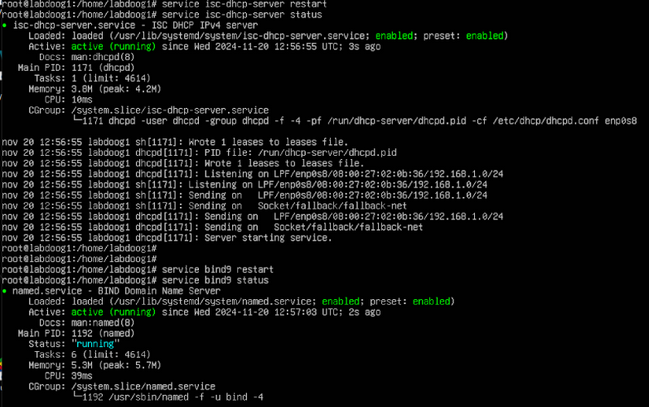 root@labdoog1:/home/labdoog1# service isc-dhcp-server restart
root@labdoog1:/home/labdoog1# service isc-dhcp-server status
● isc-dhcp-server.service - ISC DHCP IPv4 server
Loaded: loaded (/usr/lib/systemd/system/isc-dhcp-server.service; enabled; preset: enabled)
Active: active (running) since Wed 2024-11-20 12:56:55 UTC; 3s ago
Docs: man:dhcpd(8)
Main PID: 1171 (dhcpd)
Tasks: 1 (limit: 4614)
Memory: 3.8M (peak: 4.2M)
CPU: 10ms
CGroup: /system.slice/isc-dhcp-server.service
└─1171 dhcpd -user dhcpd -group dhcpd -f -4 -pf /run/dhcp-server/dhcpd.pid -cf /etc/dhcp/dhcpd.conf enp0s8
nov 20 12:56:55 labdoog1 sh[1171]: Wrote 1 leases to leases file.
nov 20 12:56:55 labdoog1 dhcpd[1171]: PID file: /run/dhcp-server/dhcpd.pid
nov 20 12:56:55 labdoog1 dhcpd[1171]: Wrote 1 leases to leases file.
nov 20 12:56:55 labdoog1 dhcpd[1171]: Listening on LPF/enp0s8/08:00:27:02:0b:36/192.168.1.0/24
nov 20 12:56:55 labdoog1 sh[1171]: Listening on LPF/enp0s8/08:00:27:02:0b:36/192.168.1.0/24
nov 20 12:56:55 labdoog1 sh[1171]: Sending on   LPF/enp0s8/08:00:27:02:0b:36/192.168.1.0/24
nov 20 12:56:55 labdoog1 sh[1171]: Sending on   Socket/fallback/fallback-net
nov 20 12:56:55 labdoog1 dhcpd[1171]: Sending on   LPF/enp0s8/08:00:27:02:0b:36/192.168.1.0/24
nov 20 12:56:55 labdoog1 dhcpd[1171]: Sending on   Socket/fallback/fallback-net
nov 20 12:56:55 labdoog1 dhcpd[1171]: Server starting service.
root@labdoog1:/home/labdoog1#
root@labdoog1:/home/labdoog1#
root@labdoog1:/home/labdoog1# service bind9 restart
root@labdoog1:/home/labdoog1# service bind9 status
● named.service - BIND Domain Name Server
Loaded: loaded (/usr/lib/systemd/system/named.service; enabled; preset: enabled)
Active: active (running) since Wed 2024-11-20 12:57:03 UTC; 2s ago
Docs: man:named(8)
Main PID: 1192 (named)
Status: "running"
Tasks: 6 (limit: 4614)
Memory: 5.3M (peak: 5.7M)
CPU: 39ms
CGroup: /system.slice/named.service
└─1192 /usr/sbin/named -f -u bind -4